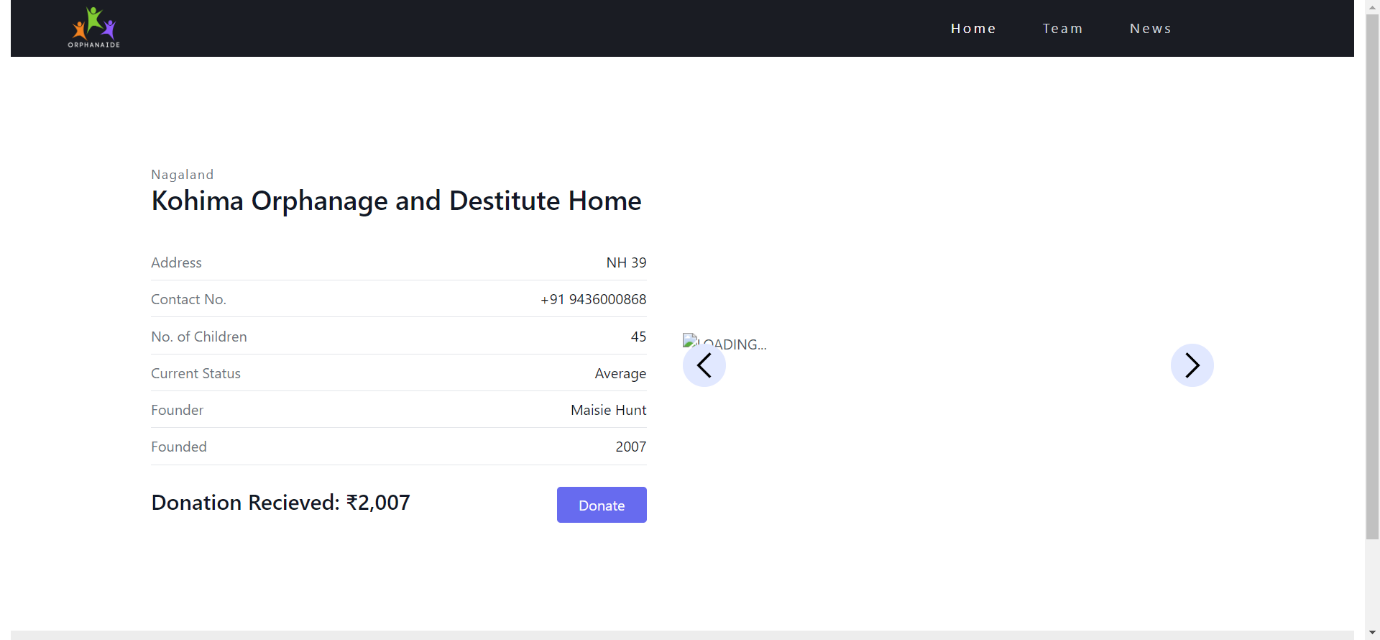 ORPHANAIDE
Home Team News
Nagaland
Kohima Orphanage and Destitute Home
Address NH 39
Contact No. +91 9436000868
No. of Children 45
LOADING...
Current Status Average
Founder Maisie Hunt
Founded 2007
Donation Recieved: ₹2,007 Donate